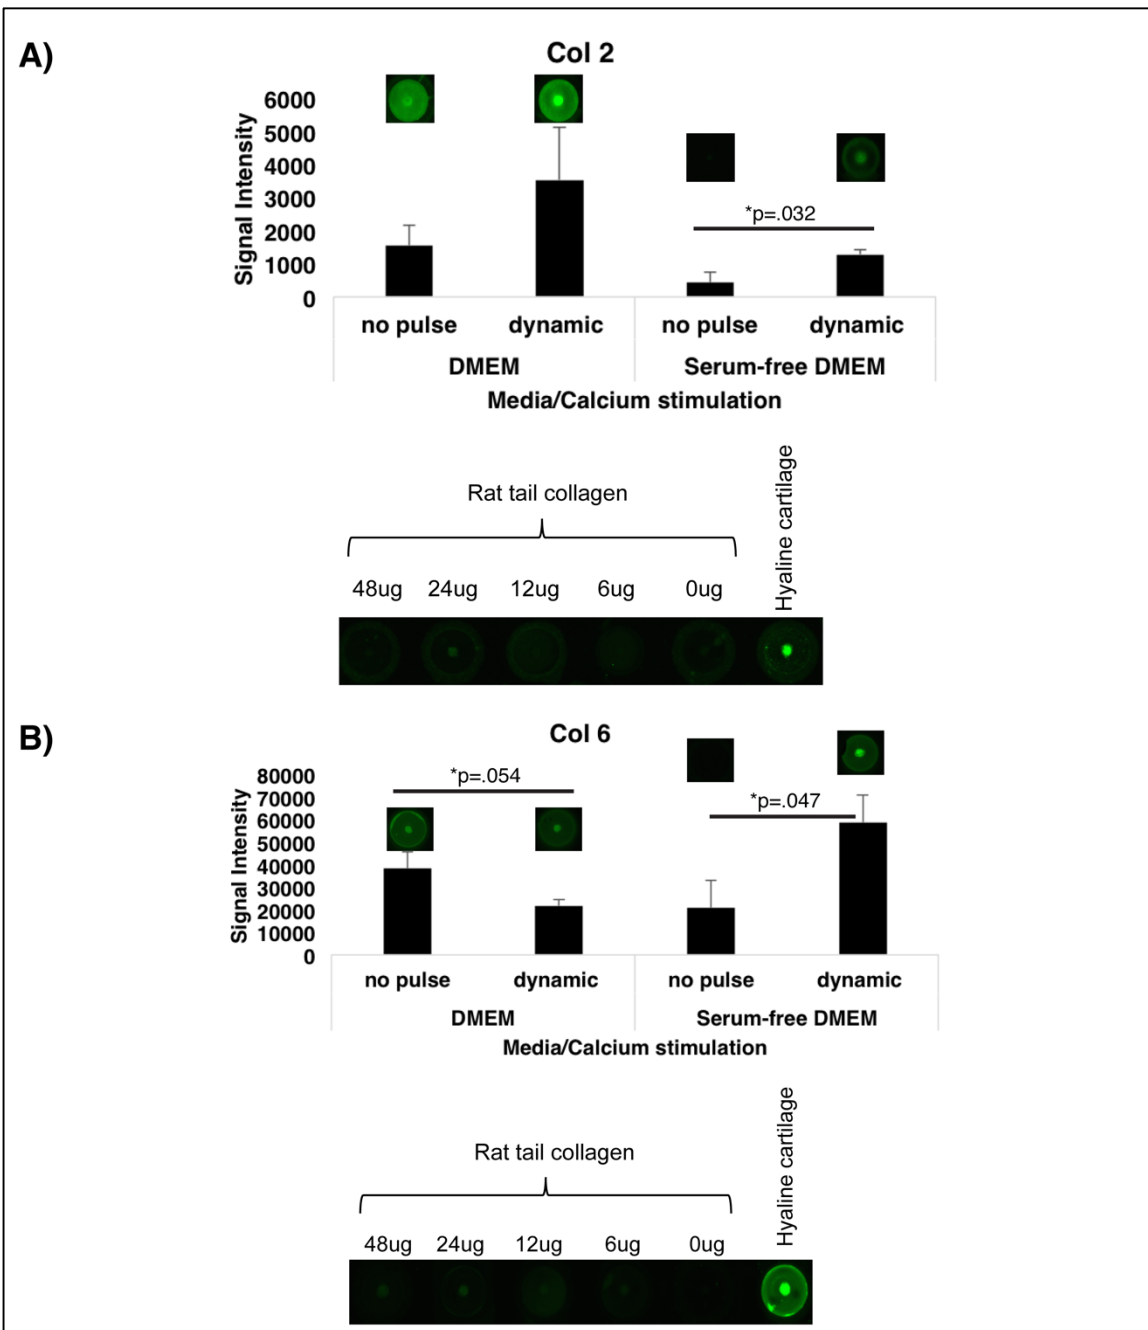 A)
Col 2
Signal Intensity
6000
5000
4000
3000
2000
1000
0
*p=.032
no pulse dynamic no pulse dynamic
DMEM Serum-free DMEM
Media/Calcium stimulation
Rat tail collagen
Hyaline cartilage
48ug 24ug 12ug 6ug 0ug
B)
Col 6
Signal Intensity
80000
70000
60000
50000
40000
30000
20000
10000
0
*p=.054
*p=.047
no pulse dynamic no pulse dynamic
DMEM Serum-free DMEM
Media/Calcium stimulation
Rat tail collagen
Hyaline cartilage
48ug 24ug 12ug 6ug 0ug